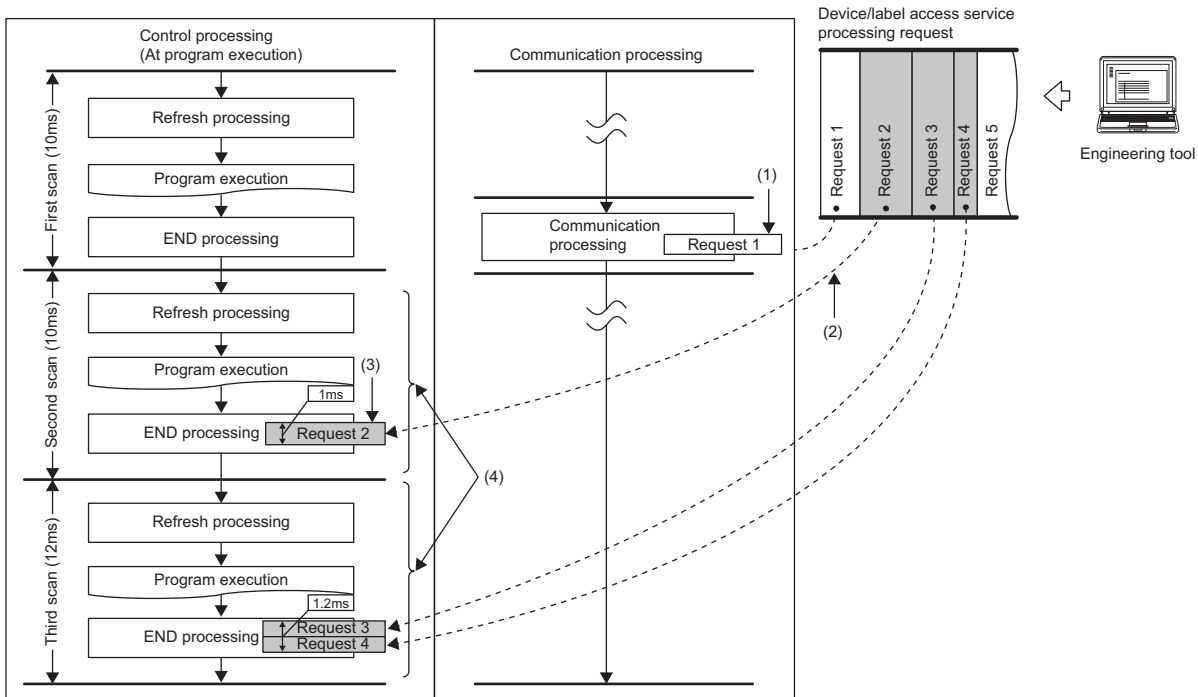 Control processing
(At program execution)
First scan (10ms)
Refresh processing
Program execution
END processing
Second scan (10ms)
Refresh processing
Program execution
1ms
(3)
END processing
Request 2
Third scan (12ms)
Refresh processing
Program execution
1.2ms
END processing
Request 3
Request 4
(4)
Communication processing
(1)
Communication
processing
Request 1
(2)
Device/label access service
processing request
Request 1
Request 2
Request 3
Request 4
Request 5
Engineering tool